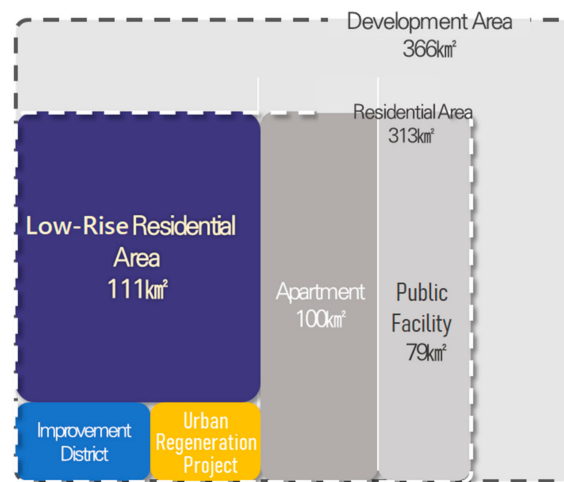 Development Area
366㎢
Residential Area
313㎢
Low-Rise Residential
Area
111㎢
Apartment
100㎢
Public
Facility
79㎢
Improvement
District
Urban
Regeneration
Project